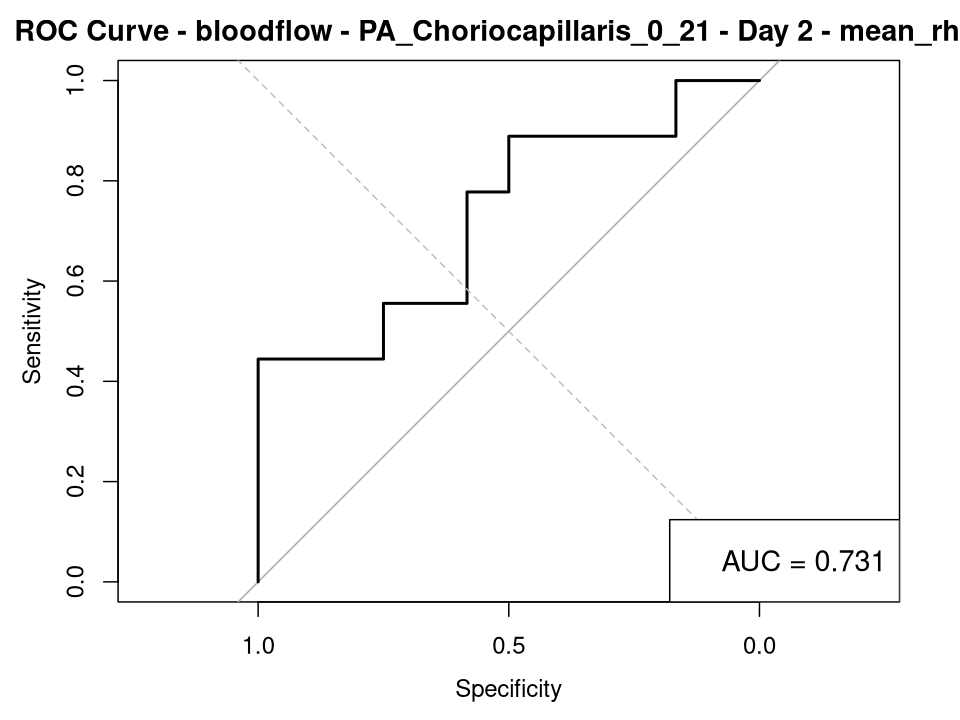 ROC Curve - bloodflow - PA_Choriocapillaris_0_21 - Day 2 - mean_rh
1.0
0.8
0.6
0.4
0.2
0.0
Sensitivity
AUC = 0.731
1.0 0.5 0.0
Specificity